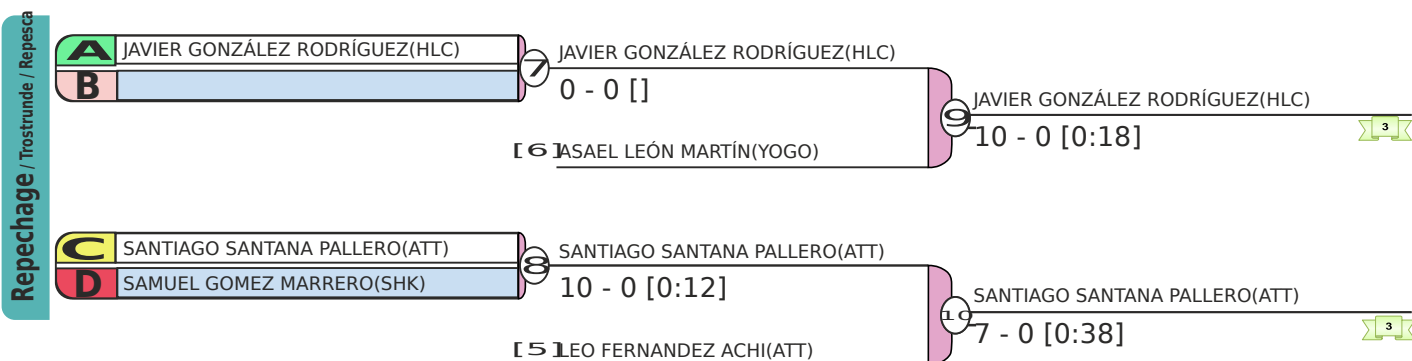 Repechage / Trostrunde / Repesca
A JAVIER GONZÁLEZ RODRÍGUEZ(HLC)
B
7
JAVIER GONZÁLEZ RODRÍGUEZ(HLC)
0 - 0 []
[6] ASAEL LEÓN MARTÍN(YOGO)
9
JAVIER GONZÁLEZ RODRÍGUEZ(HLC)
10 - 0 [0:18]
3
C SANTIAGO SANTANA PALLERO(ATT)
D SAMUEL GOMEZ MARRERO(SHK)
8
SANTIAGO SANTANA PALLERO(ATT)
10 - 0 [0:12]
[5] LEO FERNANDEZ ACHI(ATT)
10
SANTIAGO SANTANA PALLERO(ATT)
7 - 0 [0:38]
3